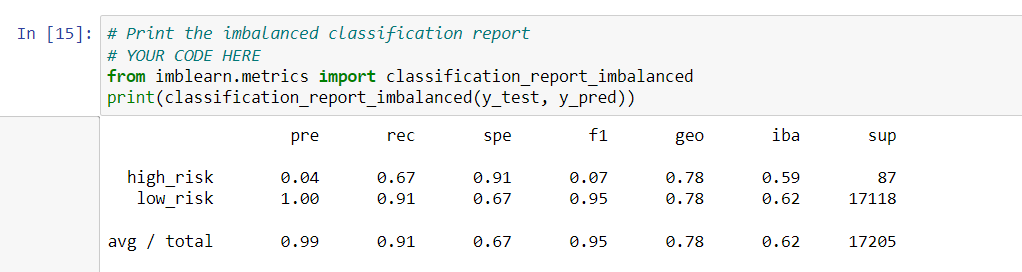 In [15]: # Print the imbalanced classification report
# YOUR CODE HERE
from imblearn.metrics import classification_report_imbalanced
print(classification_report_imbalanced(y_test, y_pred))
pre rec spe f1 geo iba sup
high_risk 0.04 0.67 0.91 0.07 0.78 0.59 87
low_risk 1.00 0.91 0.67 0.95 0.78 0.62 17118
avg / total 0.99 0.91 0.67 0.95 0.78 0.62 17205